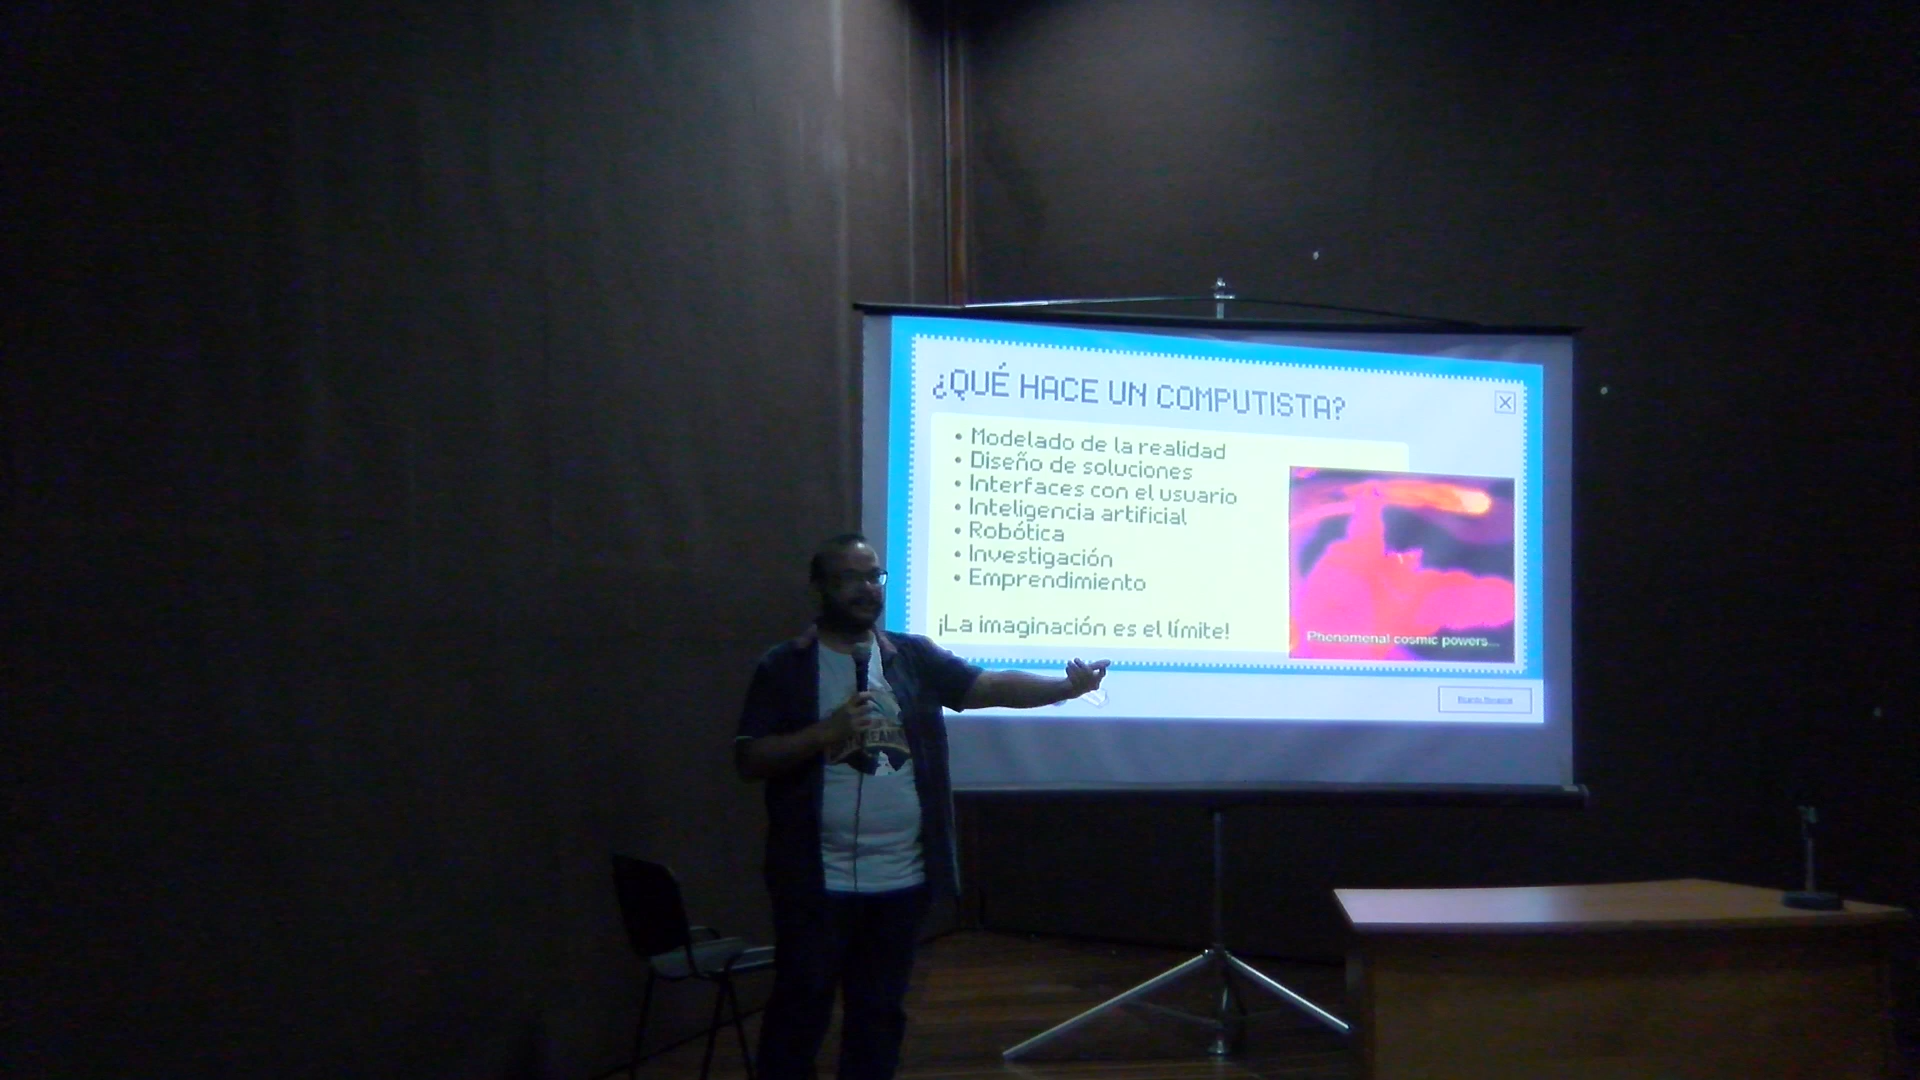 ¿QUÉ HACE UN COMPUTISTA?
• Modelado de la realidad
• Diseño de soluciones
• Interfaces con el usuario
• Inteligencia artificial
• Robótica
• Investigación
• Emprendimiento
¡La imaginación es el límite!
Phenomenal cosmic powers...